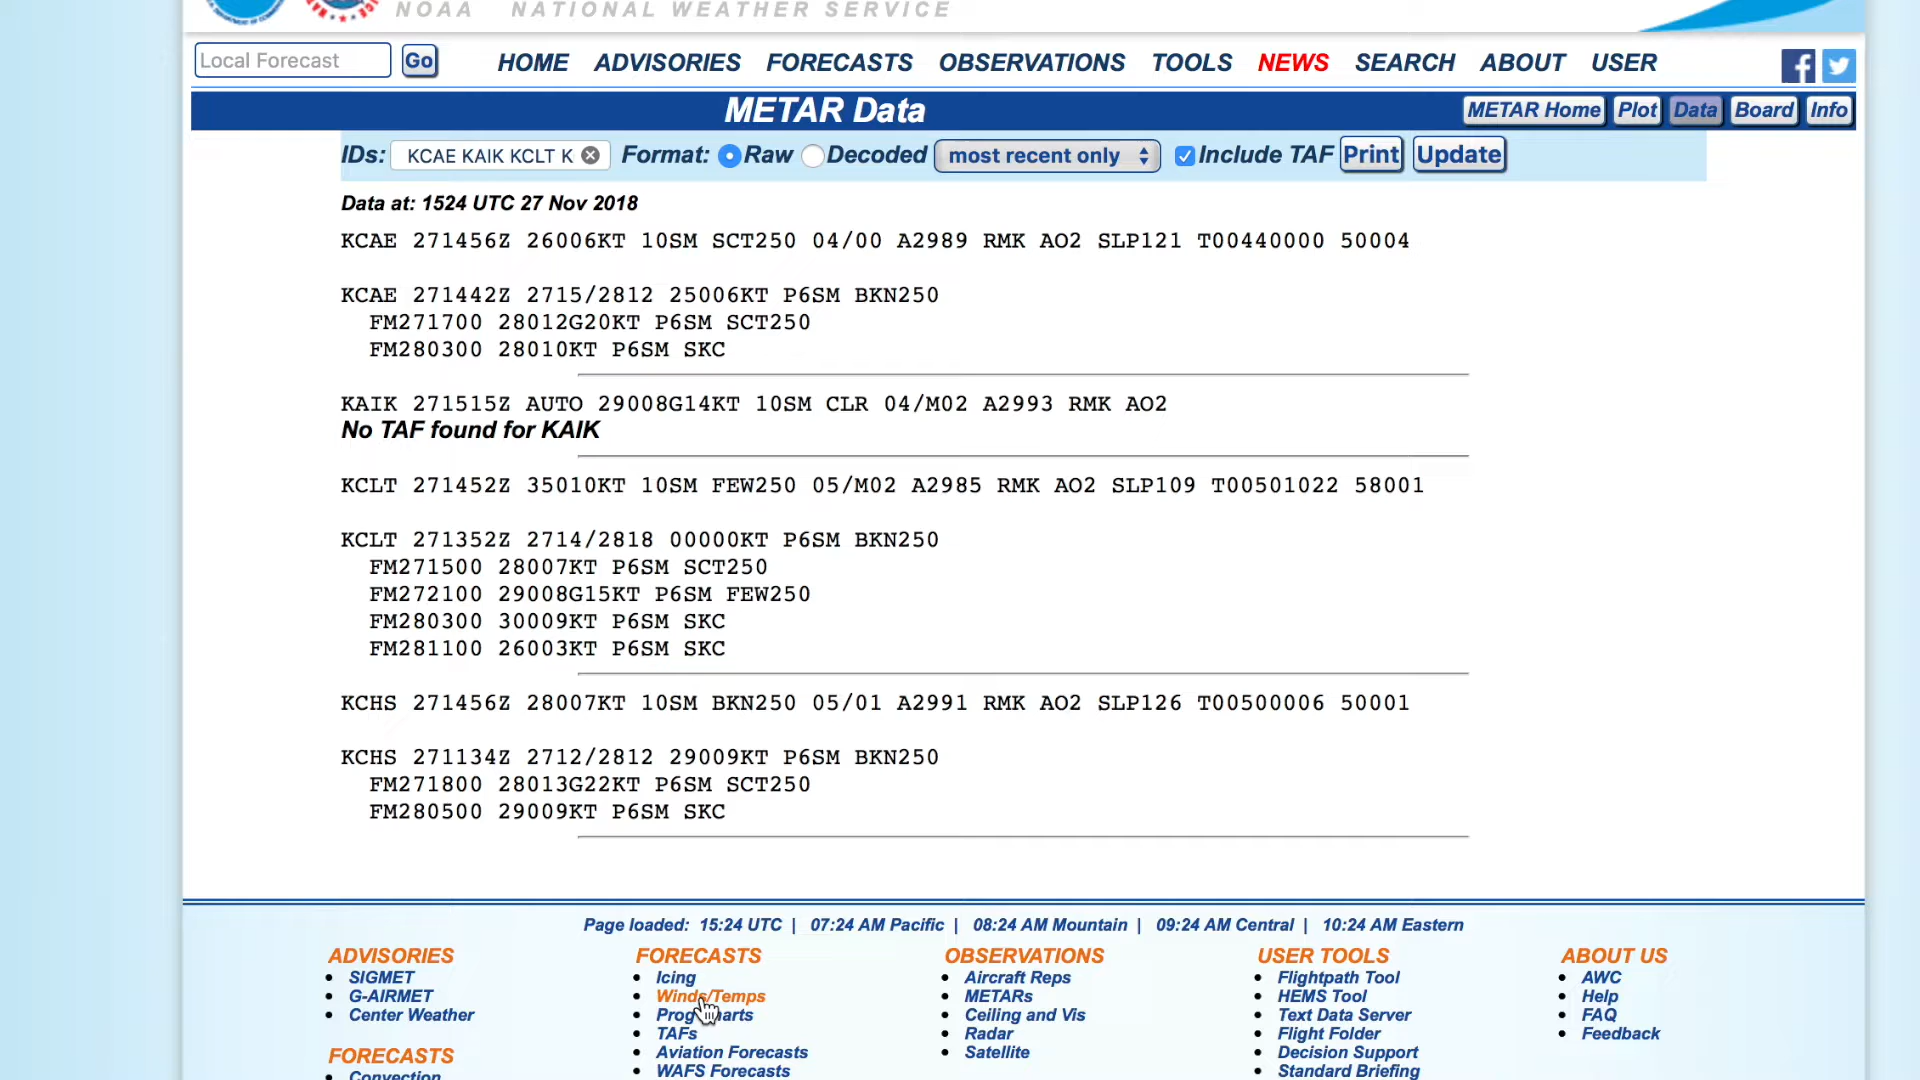 NOAA NATIONAL WEATHER SERVICE
Local Forecast Go HOME ADVISORIES FORECASTS OBSERVATIONS TOOLS NEWS SEARCH ABOUT USER
METAR Data METAR Home Plot Data Board Info
IDs: KCAE KAIK KCLT K Format: Raw Decoded most recent only Include TAF Print Update
Data at: 1524 UTC 27 Nov 2018
KCAE 271456Z 26006KT 10SM SCT250 04/00 A2989 RMK AO2 SLP121 T00440000 50004
KCAE 271442Z 2715/2812 25006KT P6SM BKN250
FM271700 28012G20KT P6SM SCT250
FM280300 28010KT P6SM SKC
KAIK 271515Z AUTO 29008G14KT 10SM CLR 04/M02 A2993 RMK AO2
No TAF found for KAIK
KCLT 271452Z 35010KT 10SM FEW250 05/M02 A2985 RMK AO2 SLP109 T00501022 58001
KCLT 271352Z 2714/2818 00000KT P6SM BKN250
FM271500 28007KT P6SM SCT250
FM272100 29008G15KT P6SM FEW250
FM280300 30009KT P6SM SKC
FM281100 26003KT P6SM SKC
KCHS 271456Z 28007KT 10SM BKN250 05/01 A2991 RMK AO2 SLP126 T00500006 50001
KCHS 271134Z 2712/2812 29009KT P6SM BKN250
FM271800 28013G22KT P6SM SCT250
FM280500 29009KT P6SM SKC
Page loaded: 15:24 UTC | 07:24 AM Pacific | 08:24 AM Mountain | 09:24 AM Central | 10:24 AM Eastern
ADVISORIES
SIGMET
G-AIRMET
Center Weather
FORECASTS
Convection
FORECASTS
Icing
Winds/Temps
Prog Charts
TAFs
Aviation Forecasts
WAFS Forecasts
OBSERVATIONS
Aircraft Reps
METARs
Ceiling and Vis
Radar
Satellite
USER TOOLS
Flightpath Tool
HEMS Tool
Text Data Server
Flight Folder
Decision Support
Standard Briefing
ABOUT US
AWC
Help
FAQ
Feedback